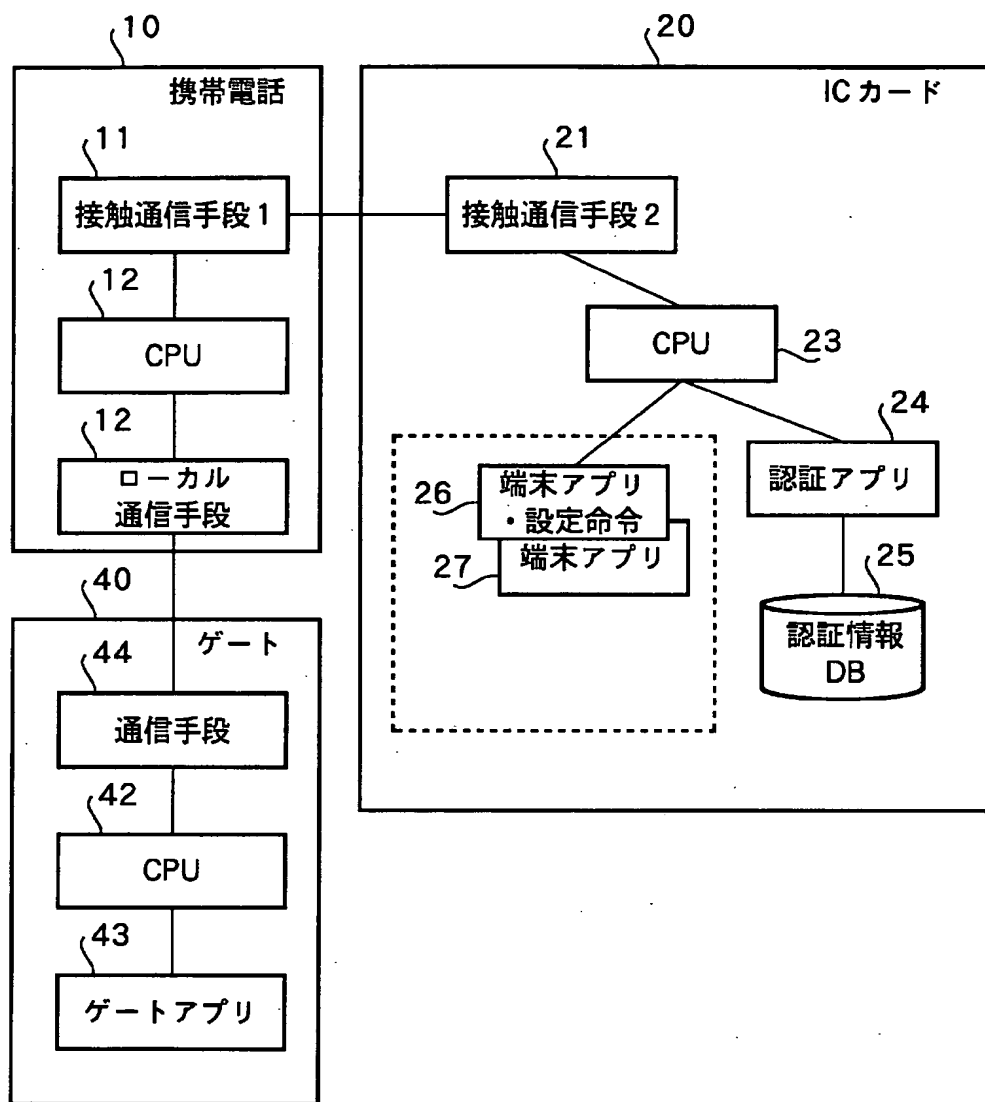 10
携帯電話
11
接触通信手段1
12
CPU
12
ローカル
通信手段
20
ICカード
21
接触通信手段2
CPU
23
24
認証アプリ
26
端末アプリ
・設定命令
27
端末アプリ
25
認証情報
DB
40
ゲート
44
通信手段
42
CPU
43
ゲートアプリ